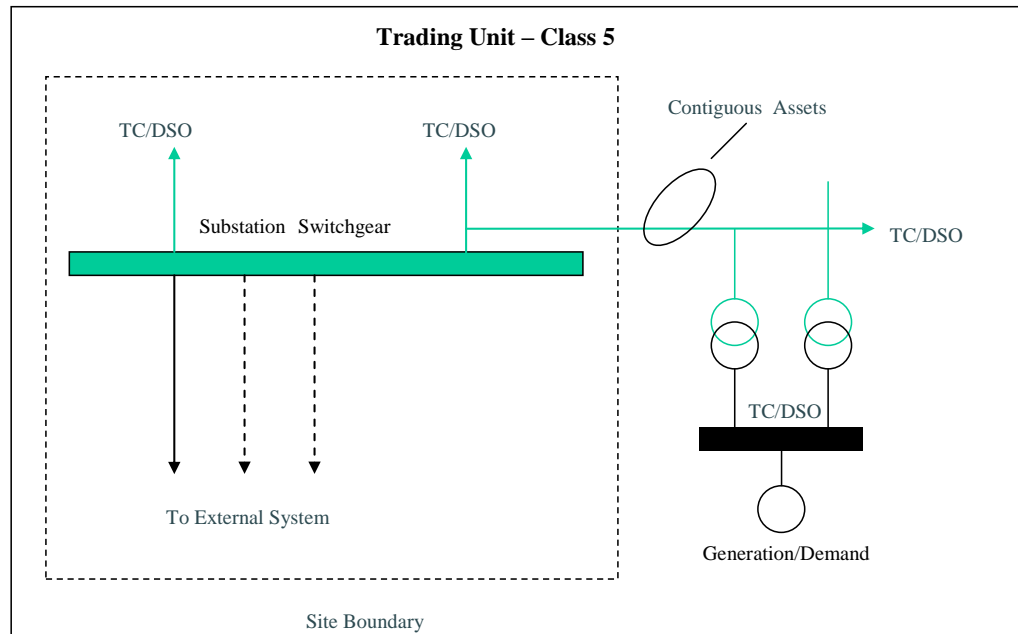 Trading Unit – Class 5
Contiguous Assets
TC/DSO
TC/DSO
Substation Switchgear
TC/DSO
TC/DSO
To External System
Generation/Demand
Site Boundary